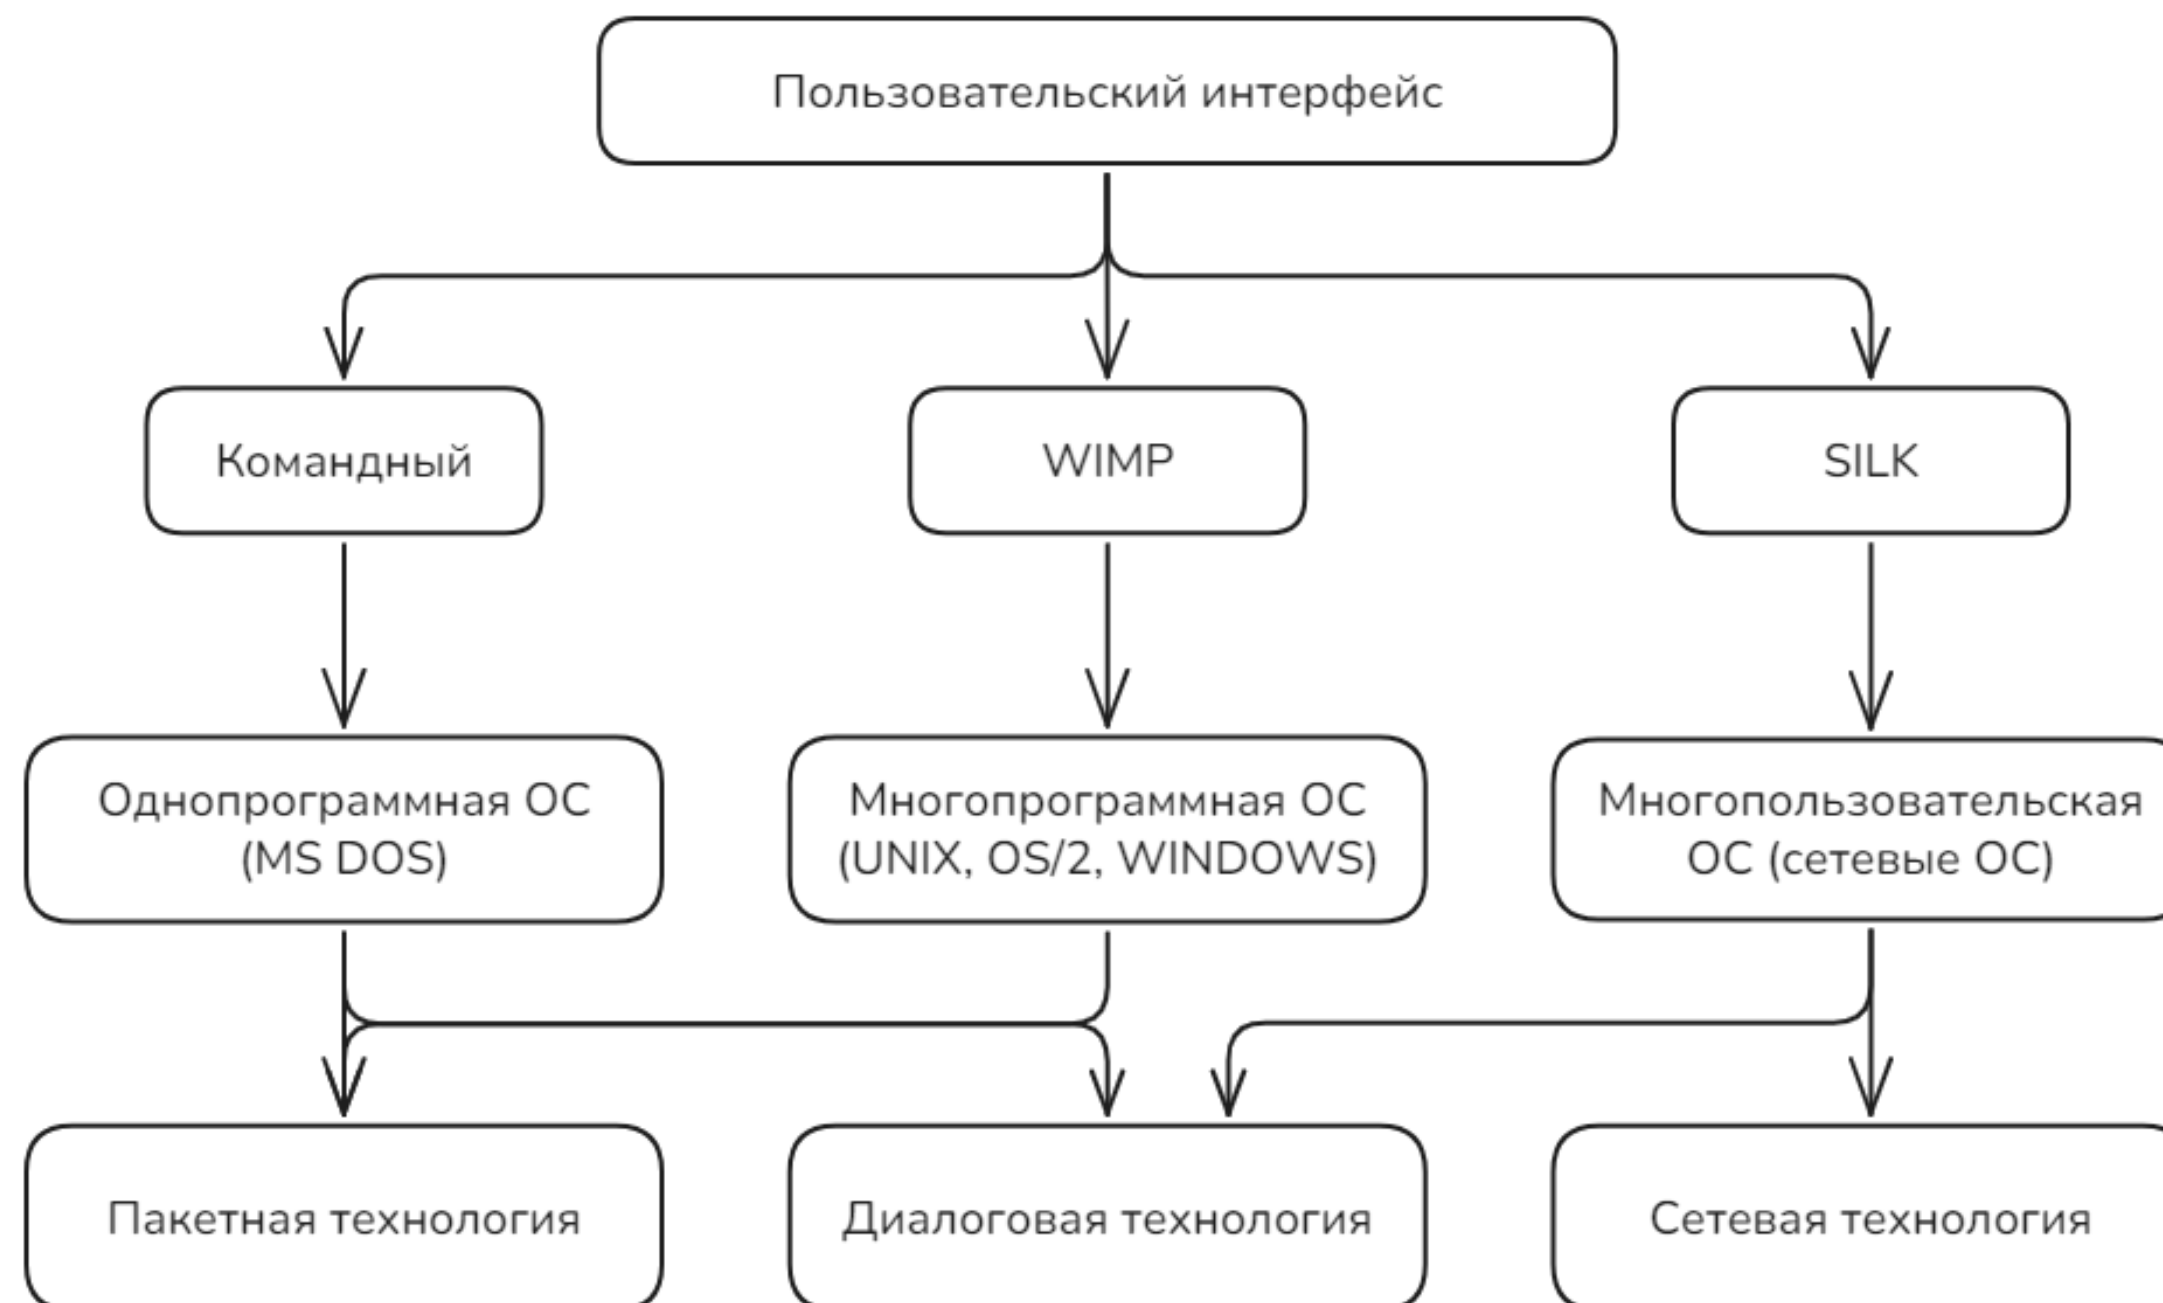 Пользовательский интерфейс
Командный
WIMP
SILK
Однопрограммная ОС
(MS DOS)
Многопрограммная ОС
(UNIX, OS/2, WINDOWS)
Многопользовательская
ОС (сетевые ОС)
Пакетная технология
Диалоговая технология
Сетевая технология